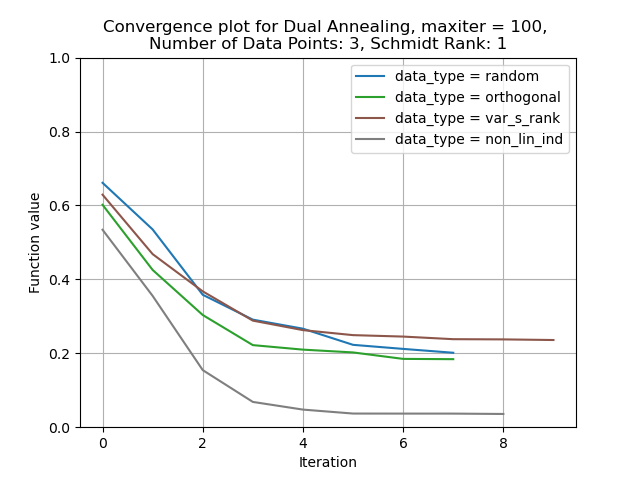 Convergence plot for Dual Annealing, maxiter = 100,
Number of Data Points: 3, Schmidt Rank: 1
data_type = random
data_type = orthogonal
data_type = var_s_rank
data_type = non_lin_ind
Function value
1.0
0.8
0.6
0.4
0.2
0.0
0 2 4 6 8
Iteration